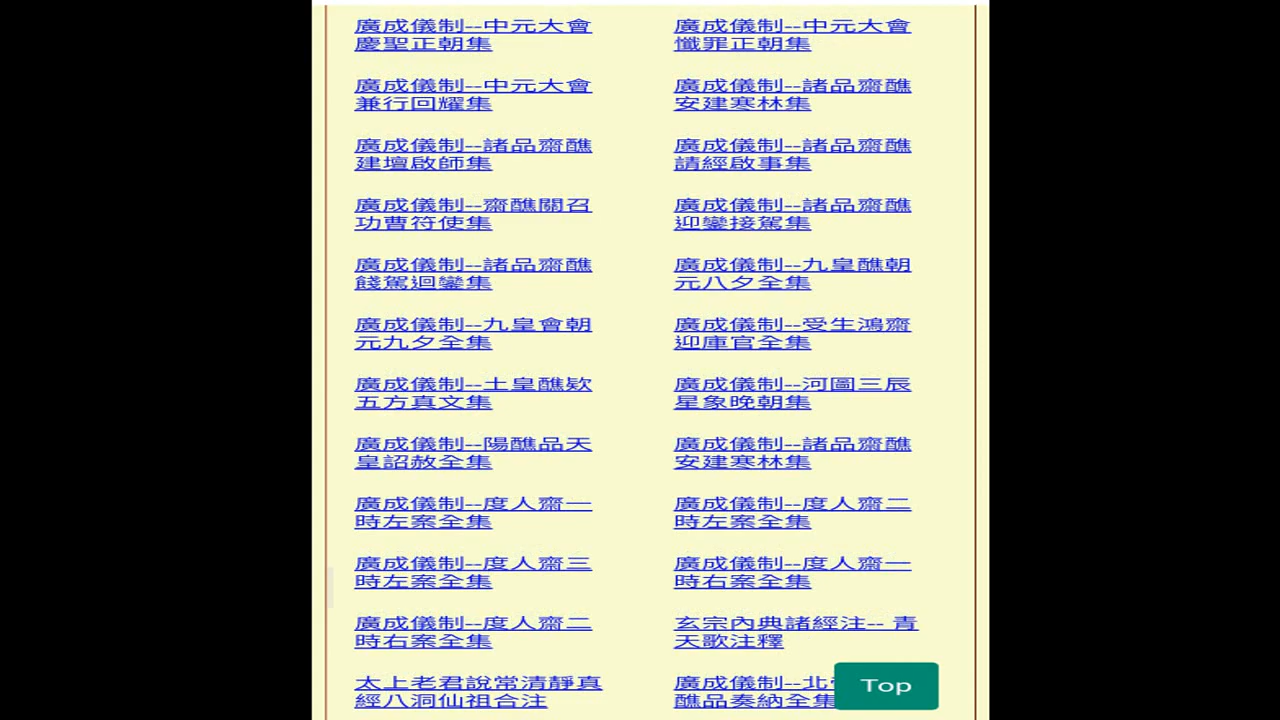 廣成儀制--中元大會
慶聖正朝集
廣成儀制--中元大會
懺罪正朝集
廣成儀制--中元大會
兼行回耀集
廣成儀制--諸品齋醮
安建寒林集
廣成儀制--諸品齋醮
建壇啟師集
廣成儀制--諸品齋醮
請經啟事集
廣成儀制--齋醮關召
功曹符使集
廣成儀制--諸品齋醮
迎鑾接駕集
廣成儀制--諸品齋醮
餞駕迴鑾集
廣成儀制--九皇醮朝
元八夕全集
廣成儀制--九皇會朝
元九夕全集
廣成儀制--受生鴻齋
迎庫官全集
廣成儀制--土皇醮欵
五方真文集
廣成儀制--河圖三辰
星象晚朝集
廣成儀制--陽醮品天
皇詔赦全集
廣成儀制--諸品齋醮
安建寒林集
廣成儀制--度人齋一
時左案全集
廣成儀制--度人齋二
時左案全集
廣成儀制--度人齋三
時左案全集
廣成儀制--度人齋一
時右案全集
廣成儀制--度人齋二
時右案全集
玄宗內典諸經注-- 青
天歌注釋
太上老君說常清靜真
經八洞仙祖合注
廣成儀制--北
醮品奏納全集
Top